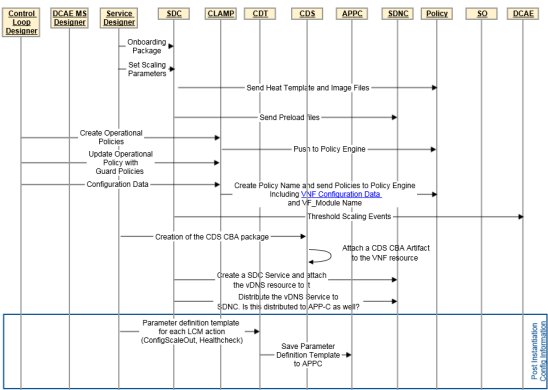 Control
Loop
Designer
DCAE MS
Designer
Service
Designer
SDC
CLAMP
CDT
CDS
APPC
SDNC
Policy
SO
DCAE
Onboarding
Package
Set Scaling
Parameters
Send Heat Template and Image Files
Send Preload files
Create Operational
Policies
Push to Policy Engine
Update Operational
Policy with
Guard Policies
Configuration Data
Create Policy Name and send Policies to Policy Engine
Including VNF Configuration Data
and VF_Module Name
Threshold Scaling Events
Creation of the CDS CBA package
Attach a CDS CBA Artifact
to the VNF resource
Create a SDC Service and attach
the vDNS resource to it
Distribute the vDNS Service to
SDNC. Is this distributed to APP-C as well?
Parameter definition template
for each LCM action
(ConfigScaleOut, Healthcheck)
Save Parameter
Definition Template
to APPC
Post Instantiation
Config Information